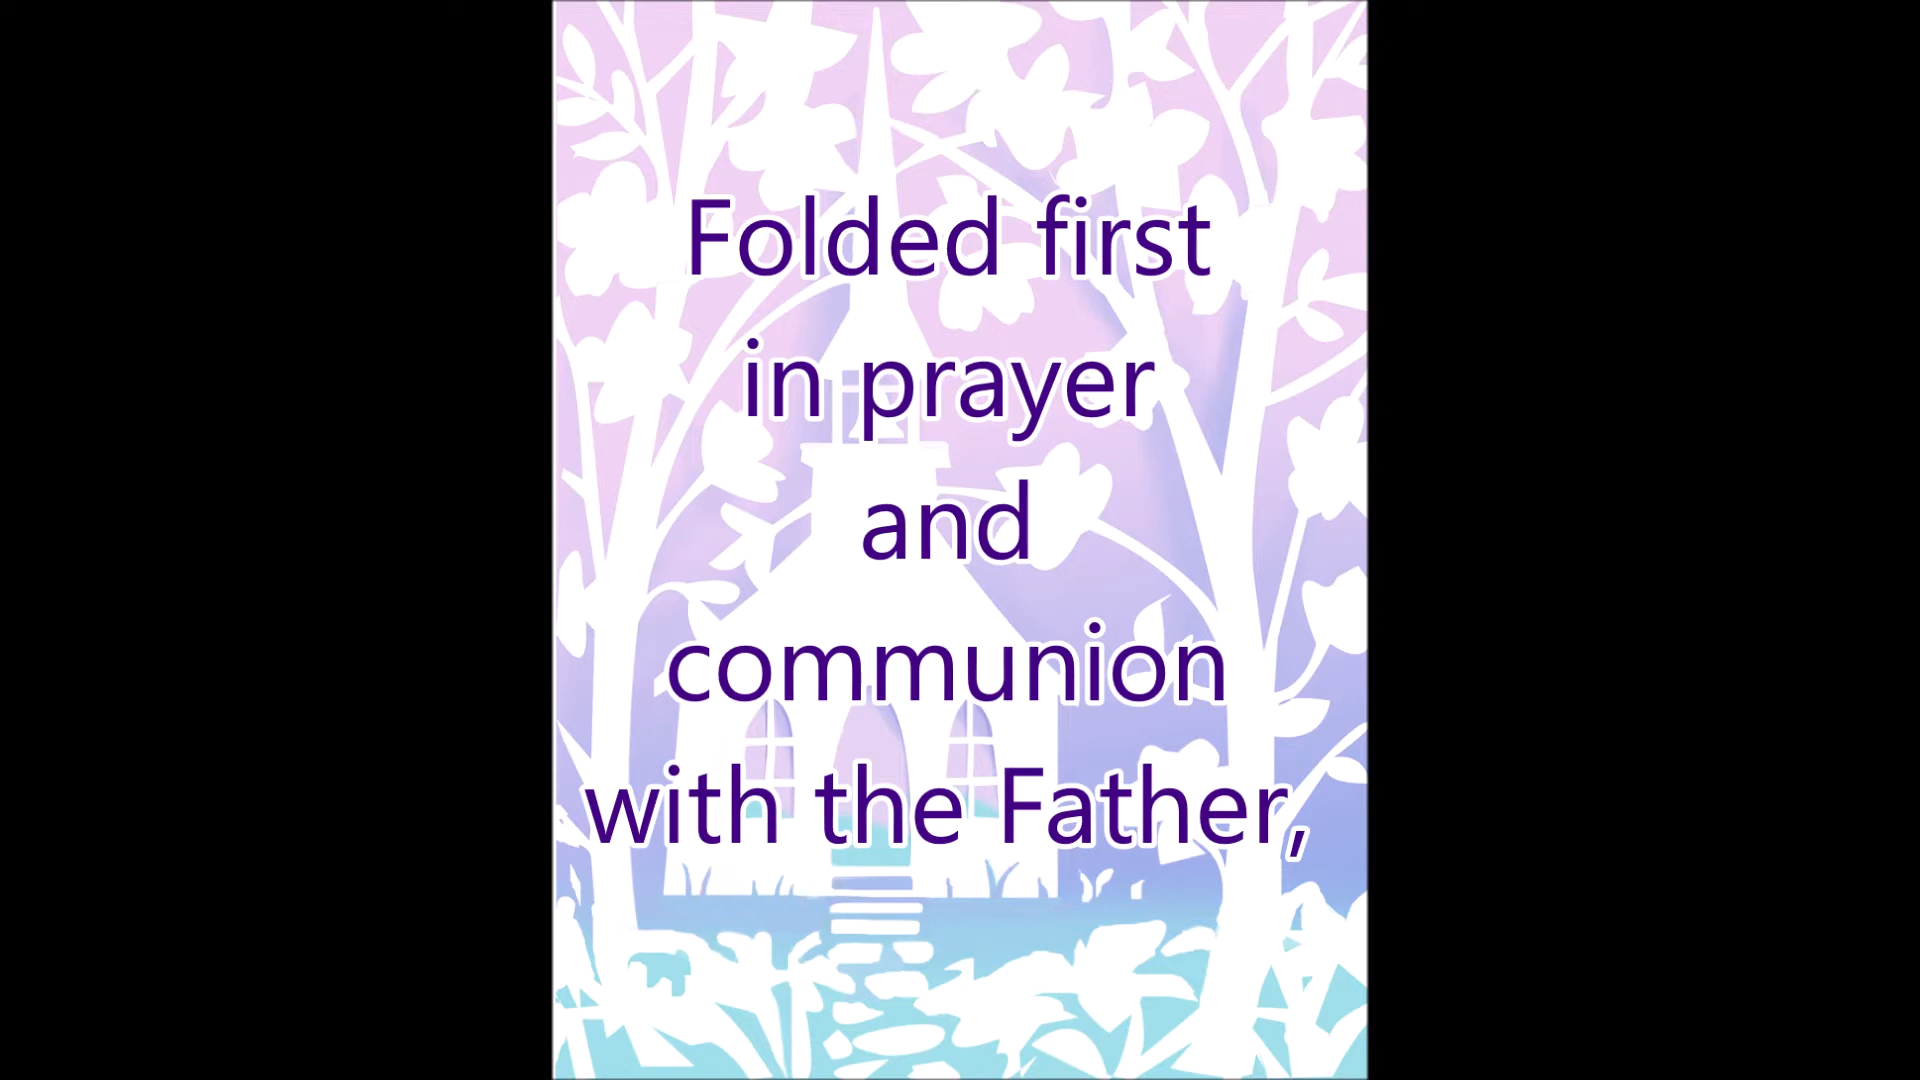 Folded first
in prayer
and
communion
with the Father,